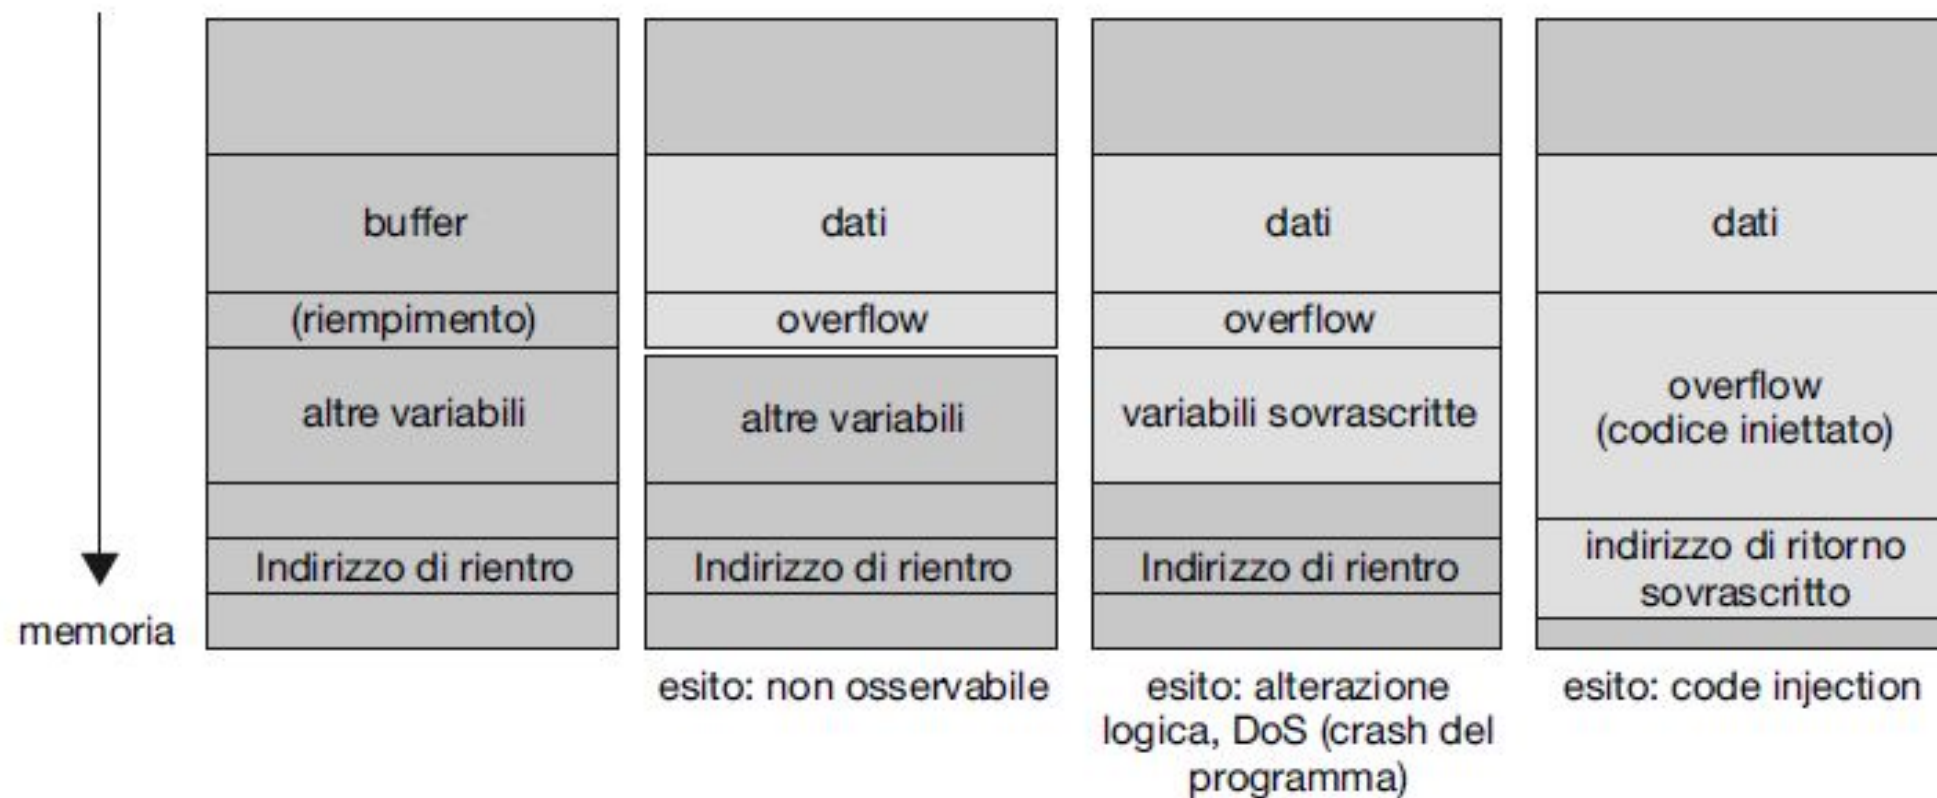 buffer
(riempimento)
altre variabili
Indirizzo di rientro
memoria
dati
overflow
altre variabili
Indirizzo di rientro
esito: non osservabile
dati
overflow
variabili sovrascritte
Indirizzo di rientro
esito: alterazione
logica, DoS (crash del
programma)
dati
overflow
(codice iniettato)
indirizzo di ritorno
sovrascritto
esito: code injection